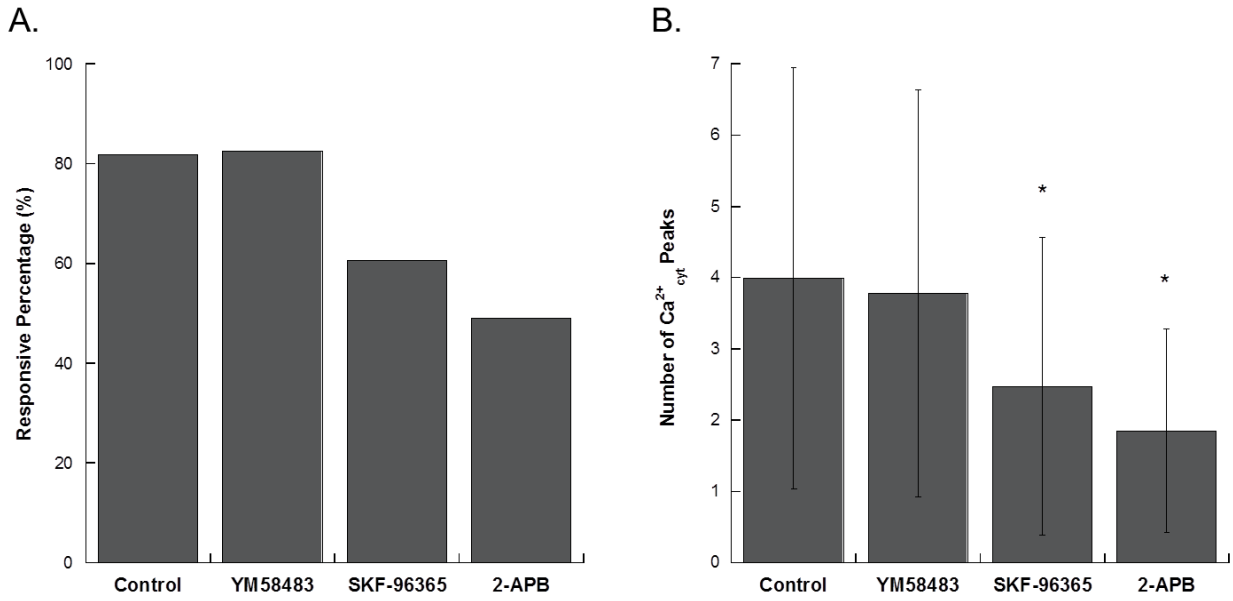 A.
Responsive Percentage (%)
100
80
60
40
20
0
Control YM58483 SKF-96365 2-APB
B.
Number of Ca²⁺cyt Peaks
7
6
5
4
3
2
1
0
*
*
Control YM58483 SKF-96365 2-APB